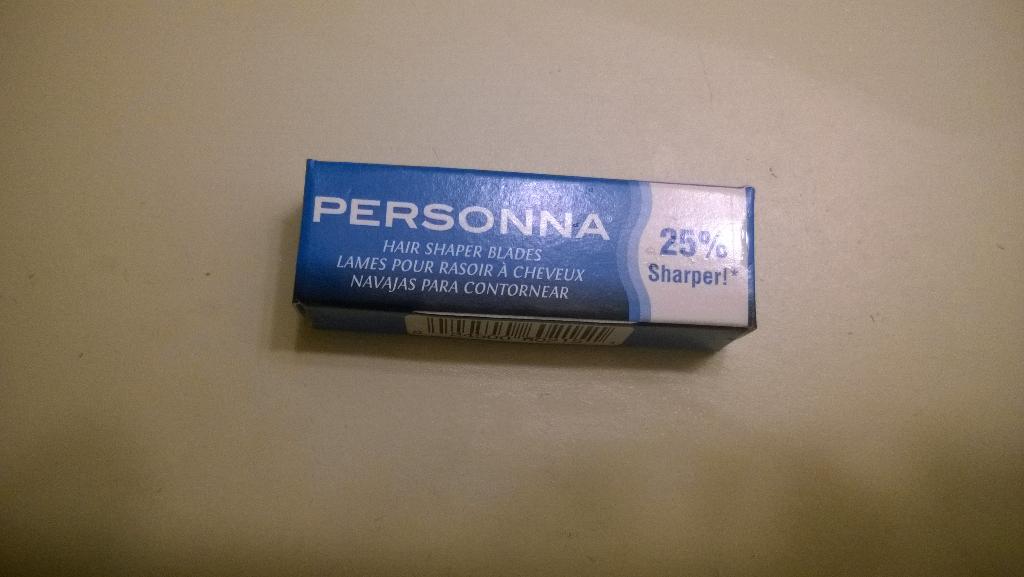 PERSONNA
HAIR SHAPER BLADES
LAMES POUR RASOIR À CHEVEUX
NAVAJAS PARA CONTORNEAR
25%
Sharper!*